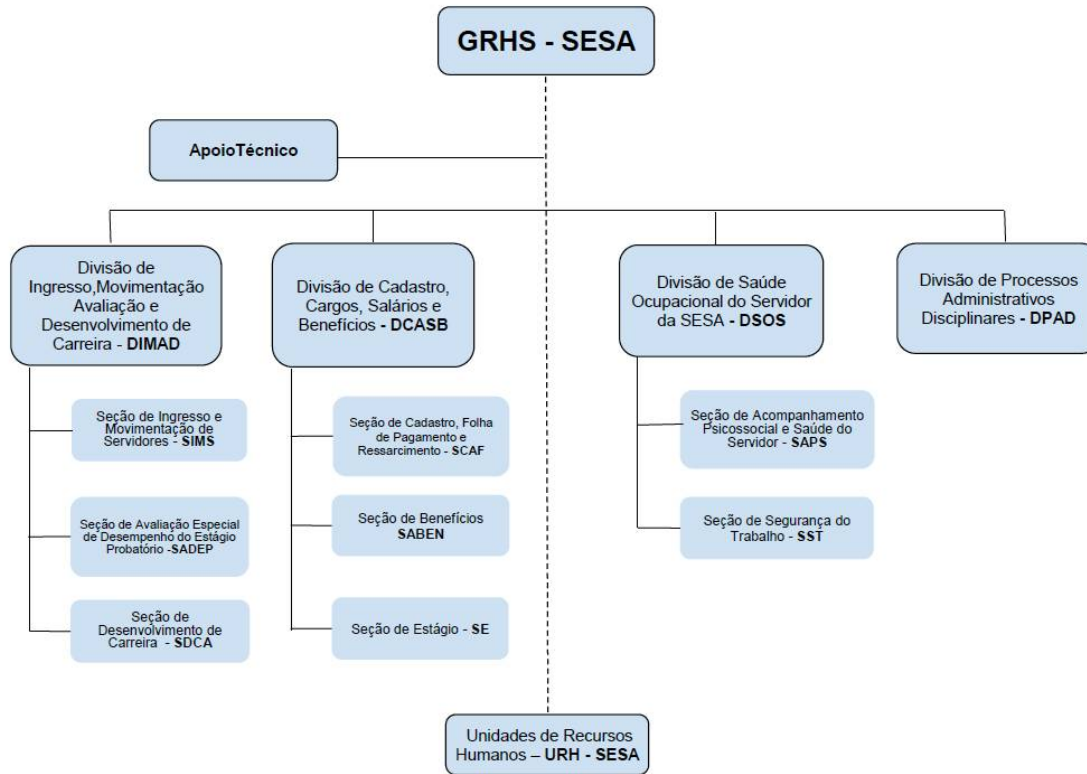 GRHS - SESA
ApoioTécnico
Divisão de
Ingresso,Movimentação
Avaliação e
Desenvolvimento de
Carreira - DIMAD
Divisão de Cadastro,
Cargos, Salários e
Benefícios - DCASB
Divisão de Saúde
Ocupacional do Servidor
da SESA - DSOS
Divisão de Processos
Administrativos
Disciplinares - DPAD
Seção de Ingresso e
Movimentação de
Servidores - SIMS
Seção de Avaliação Especial
de Desempenho do Estágio
Probatório -SADEP
Seção de
Desenvolvimento de
Carreira - SDCA
Seção de Cadastro, Folha
de Pagamento e
Ressarcimento - SCAF
Seção de Benefícios
SABEN
Seção de Estágio - SE
Seção de Acompanhamento
Psicossocial e Saúde do
Servidor - SAPS
Seção de Segurança do
Trabalho - SST
Unidades de Recursos
Humanos – URH - SESA